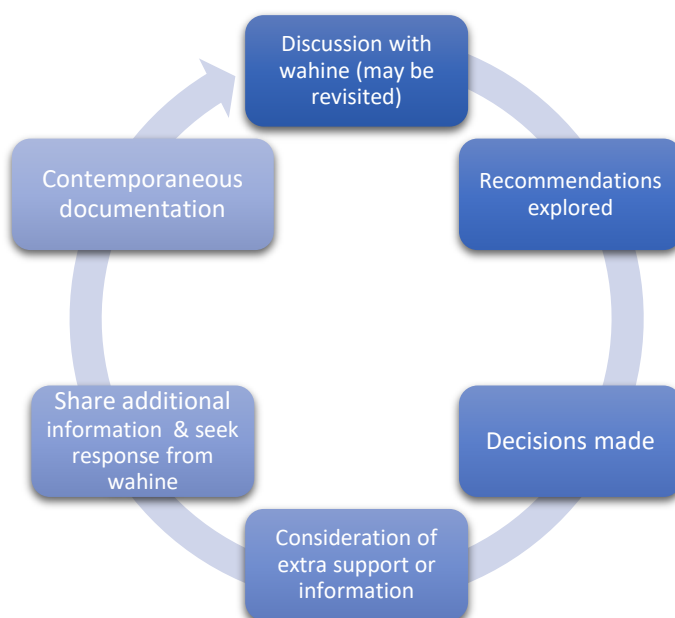 Discussion with
wahine (may be
revisited)
Recommendations
explored
Decisions made
Consideration of
extra support or
information
Share additional
information & seek
response from
wahine
Contemporaneous
documentation